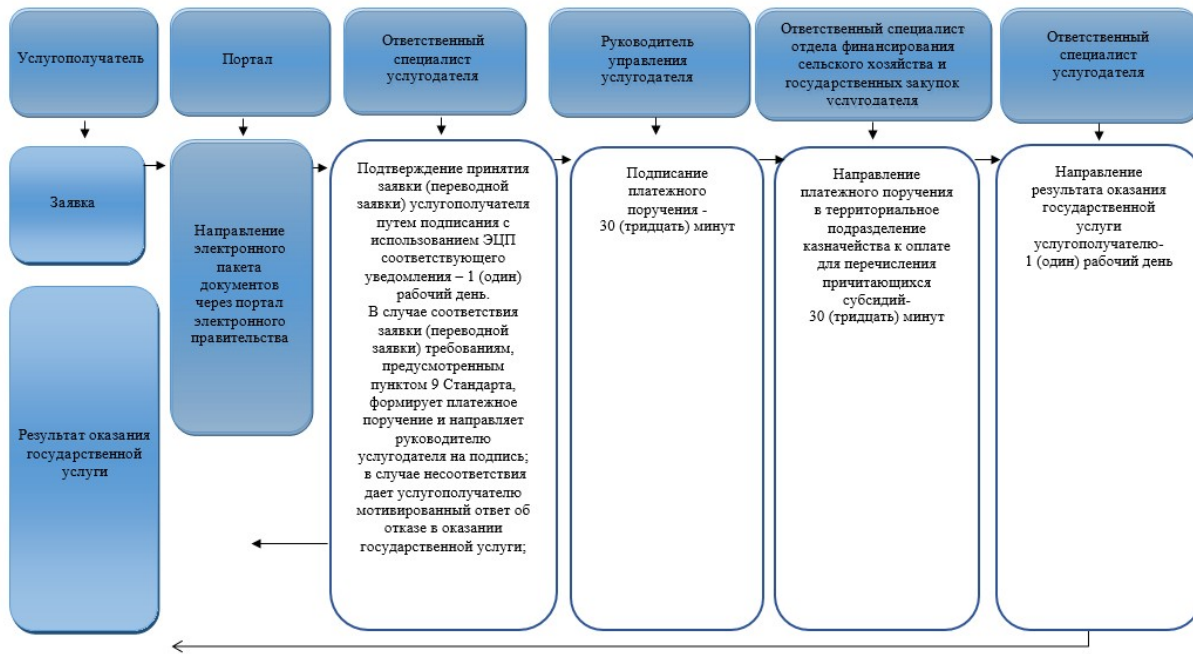 Услугополучатель
Портал
Ответственный
специалист
услугодателя
Руководитель
управления
услугодателя
Ответственный специалист
отдела финансирования
сельского хозяйства и
государственных закупок
услугодателя
Ответственный
специалист
услугодателя
Заявка
Направление
электронного
пакета
документов
через портал
электронного
правительства
Подтверждение принятия
заявки (переводной
заявки) услугополучателя
путем подписания с
использованием ЭЦП
соответствующего
уведомления – 1 (один)
рабочий день.
В случае соответствия
заявки (переводной
заявки) требованиям,
предусмотренным
пунктом 9 Стандарта,
формирует платежное
поручение и направляет
руководителю
услугодателя на подпись;
в случае несоответствия
дает услугополучателю
мотивированный ответ об
отказе в оказании
государственной услуги;
Подписание
платежного
поручения -
30 (тридцать) минут
Направление
платежного поручения
в территориальное
подразделение
казначейства к оплате
для перечисления
причитающихся
субсидий-
30 (тридцать) минут
Направление
результата оказания
государственной
услуги
услугополучателю-
1 (один) рабочий день
Результат оказания
государственной
услуги